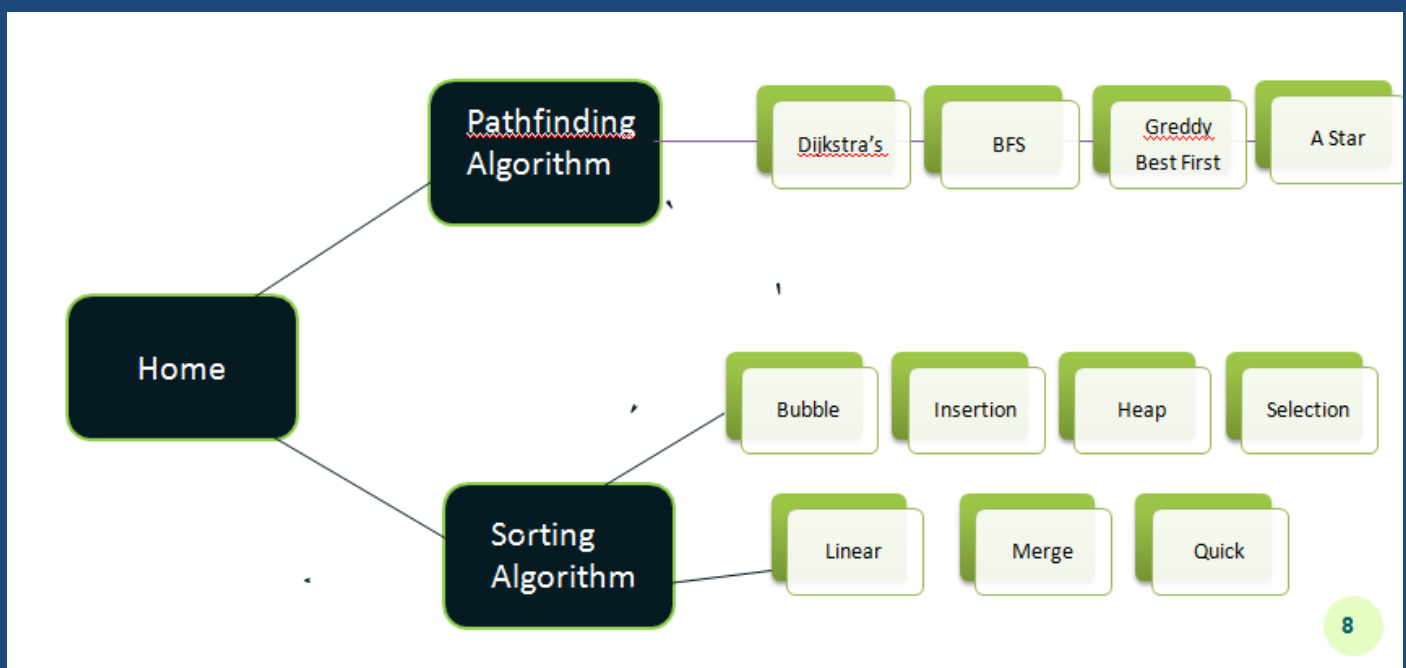 Pathfinding
Algorithm
Dijkstra's
BFS
Greddy
Best First
A Star
Home
Bubble
Insertion
Heap
Selection
Sorting
Algorithm
Linear
Merge
Quick
8